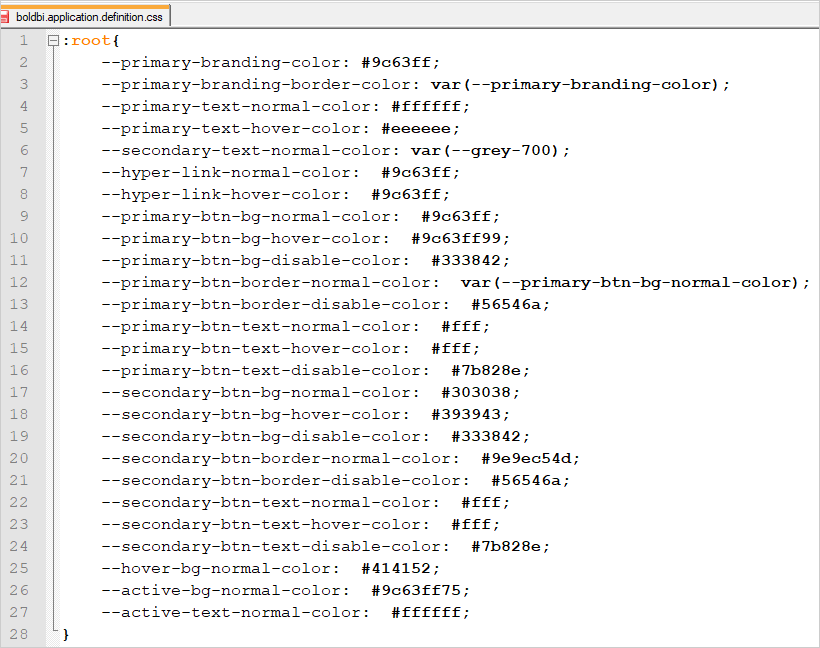 boldbi.application.definition.css
1 :root{
2 --primary-branding-color: #9c63ff;
3 --primary-branding-border-color: var(--primary-branding-color);
4 --primary-text-normal-color: #ffffff;
5 --primary-text-hover-color: #eeeeee;
6 --secondary-text-normal-color: var(--grey-700);
7 --hyper-link-normal-color:  #9c63ff;
8 --hyper-link-hover-color:  #9c63ff;
9 --primary-btn-bg-normal-color:  #9c63ff;
10 --primary-btn-bg-hover-color:  #9c63ff99;
11 --primary-btn-bg-disable-color:  #333842;
12 --primary-btn-border-normal-color:  var(--primary-btn-bg-normal-color);
13 --primary-btn-border-disable-color:  #56546a;
14 --primary-btn-text-normal-color:  #fff;
15 --primary-btn-text-hover-color:  #fff;
16 --primary-btn-text-disable-color:  #7b828e;
17 --secondary-btn-bg-normal-color:  #303038;
18 --secondary-btn-bg-hover-color:  #393943;
19 --secondary-btn-bg-disable-color:  #333842;
20 --secondary-btn-border-normal-color:  #9e9ec54d;
21 --secondary-btn-border-disable-color:  #56546a;
22 --secondary-btn-text-normal-color:  #fff;
23 --secondary-btn-text-hover-color:  #fff;
24 --secondary-btn-text-disable-color:  #7b828e;
25 --hover-bg-normal-color:  #414152;
26 --active-bg-normal-color:  #9c63ff75;
27 --active-text-normal-color:  #ffffff;
28 }